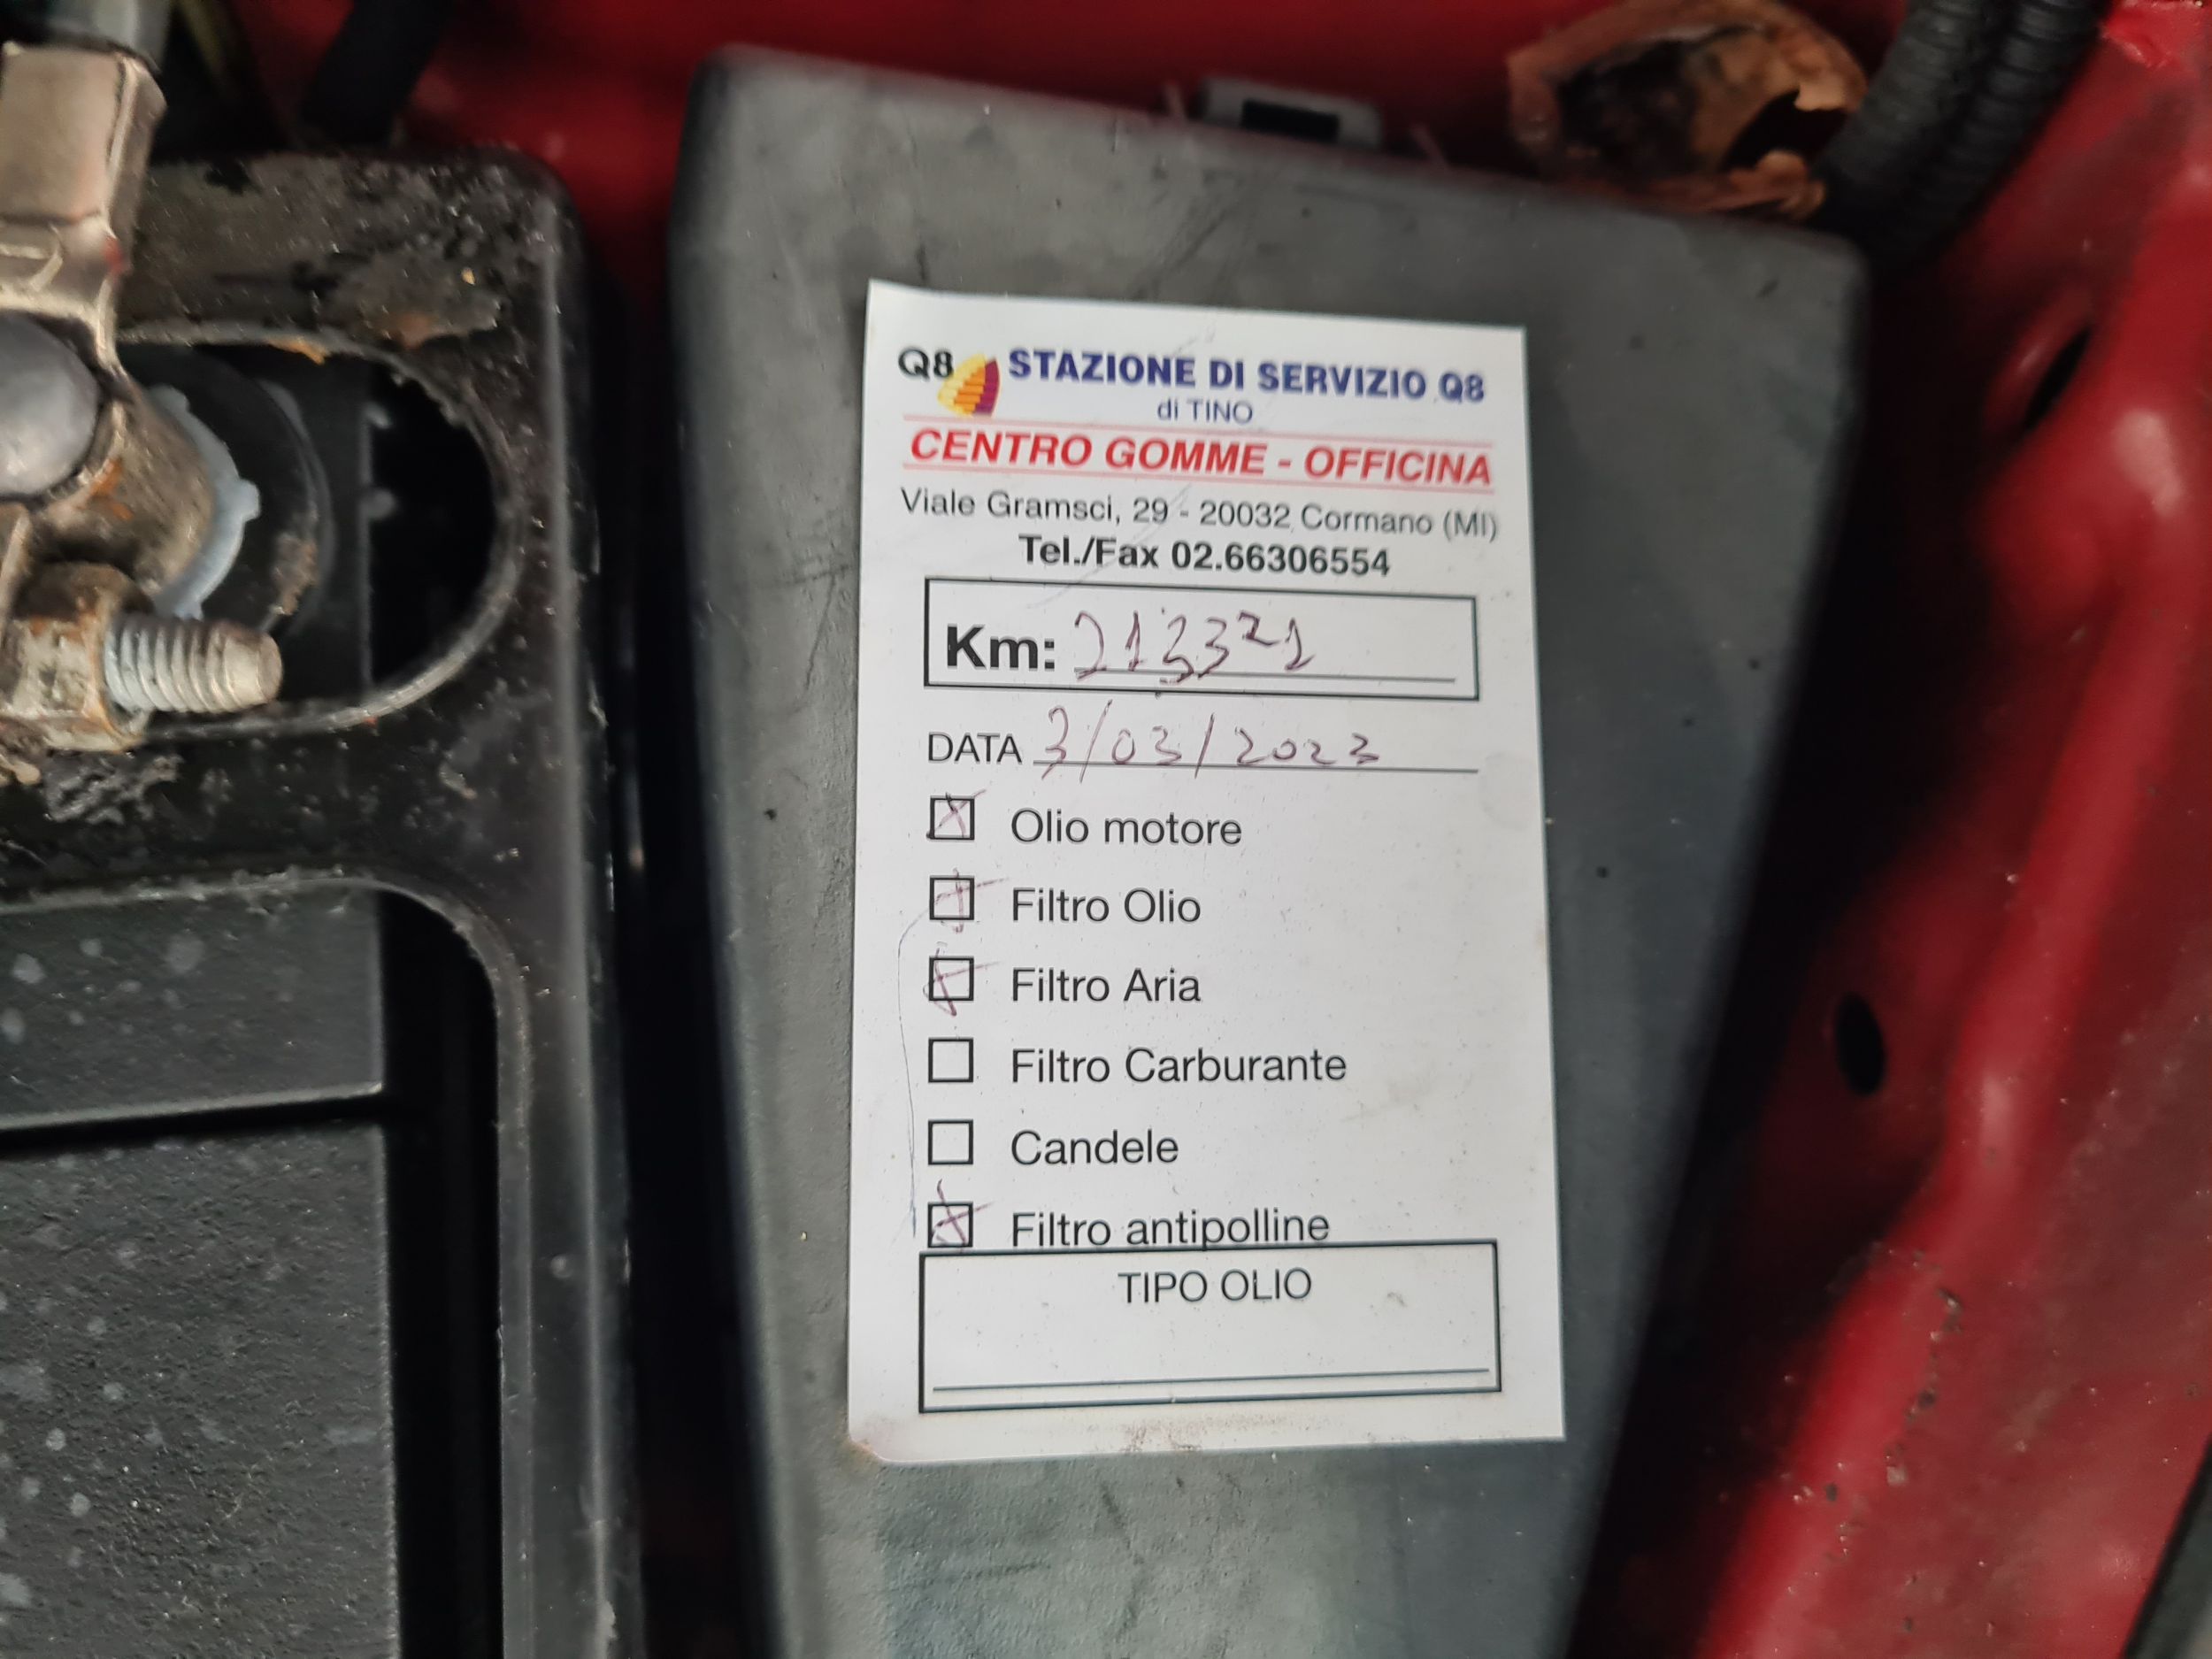 Q8 STAZIONE DI SERVIZIO Q8
di TINO
CENTRO GOMME - OFFICINA
Viale Gramsci, 29 - 20032 Cormano (MI)
Tel./Fax 02.66306554
Km: 213321
DATA 3/03/2023
Olio motore
Filtro Olio
Filtro Aria
Filtro Carburante
Candele
Filtro antipolline
TIPO OLIO